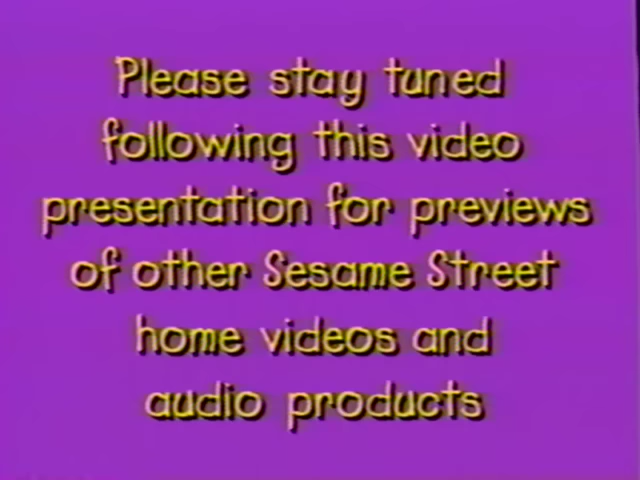 Please stay tuned
following this video
presentation for previews
of other Sesame Street
home videos and
audio products